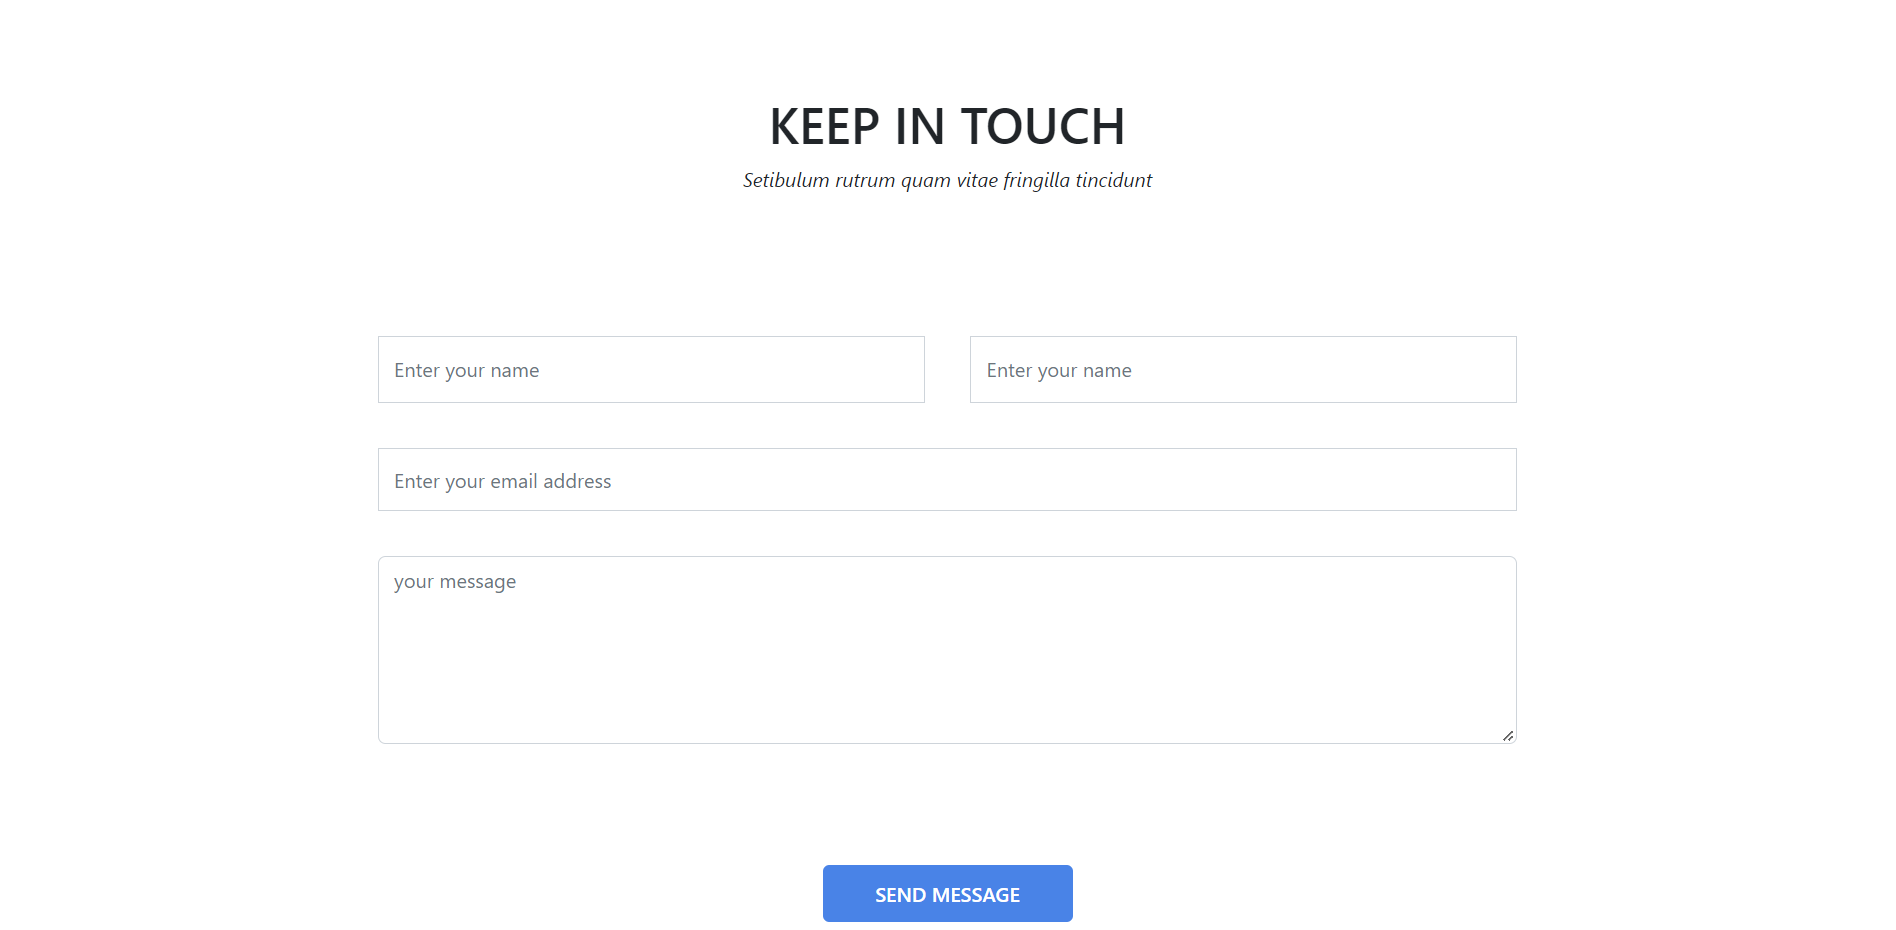 KEEP IN TOUCH
Setibulum rutrum quam vitae fringilla tincidunt
Enter your name
Enter your name
Enter your email address
your message
SEND MESSAGE